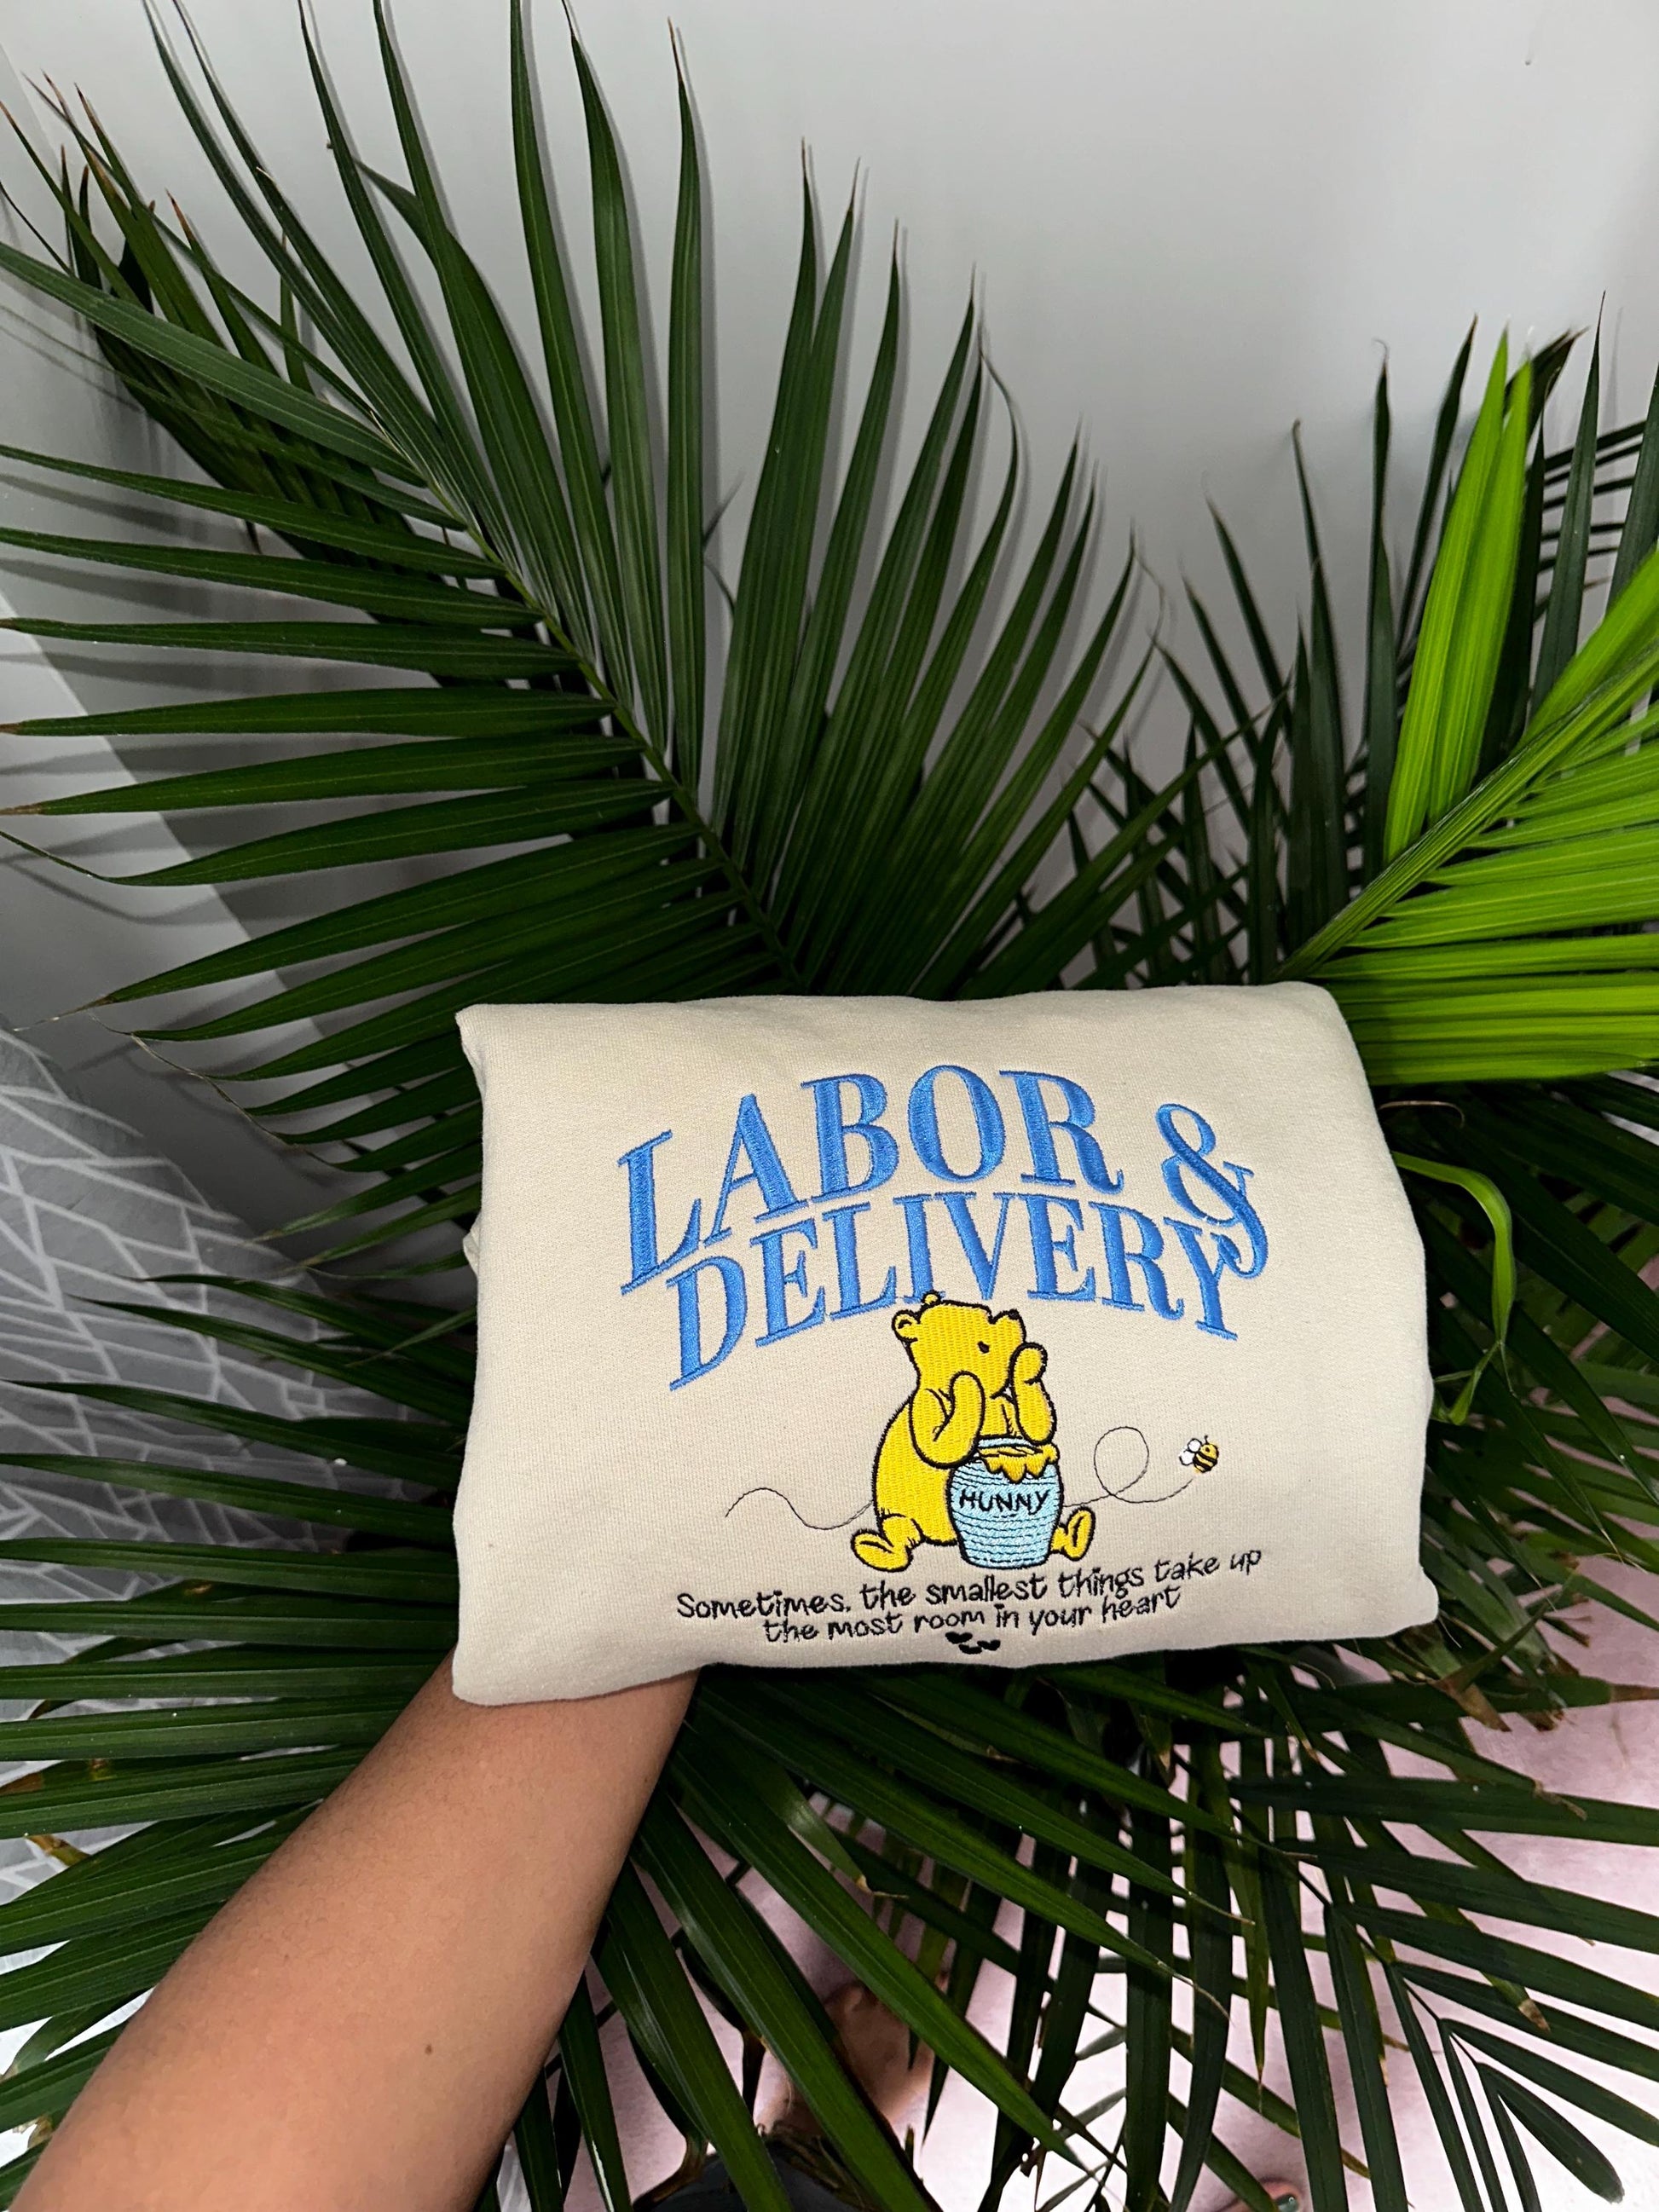 LABOR &
DELIVERY
HUNNY
Sometimes, the smallest things take up
the most room in your heart